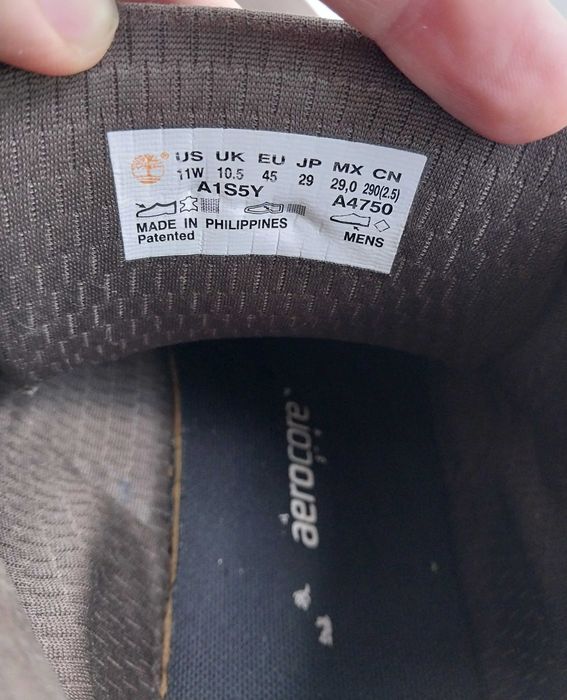 US UK EU JP MX CN
11W 10.5 45 29 29,0 290(2.5)
A1S5Y A4750
MADE IN PHILIPPINES
Patented MENS
aerocore